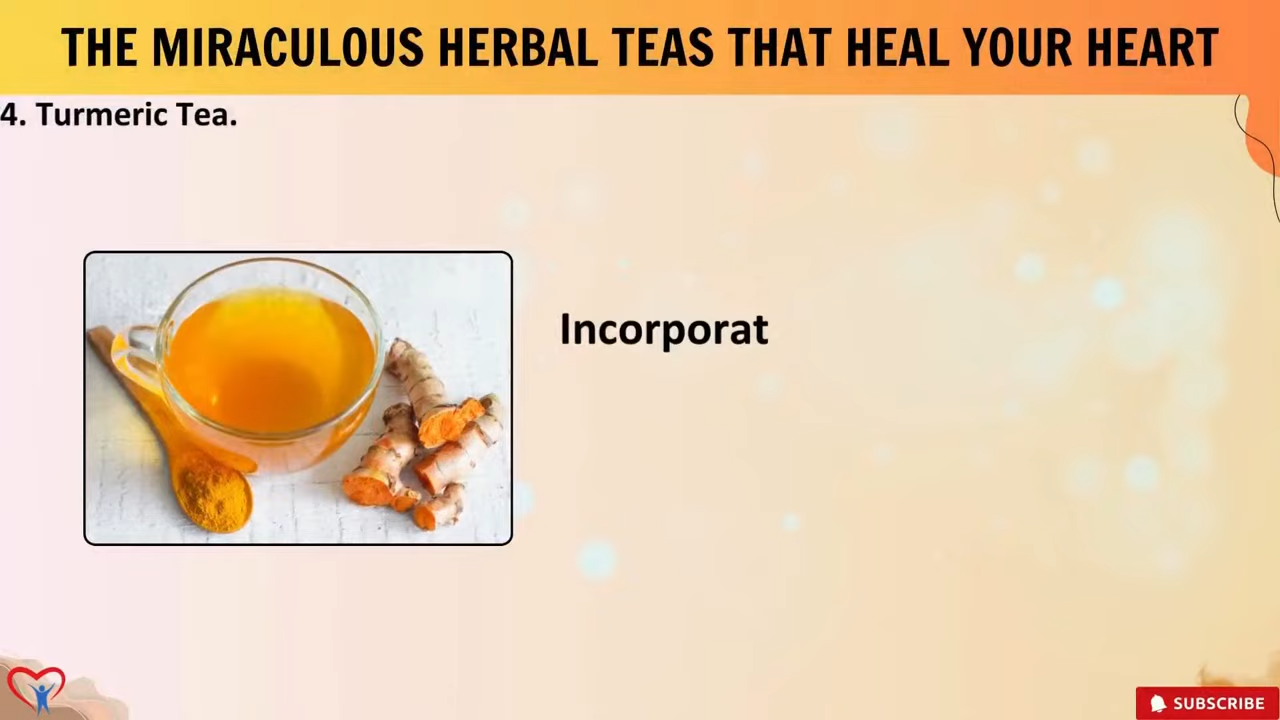 THE MIRACULOUS HERBAL TEAS THAT HEAL YOUR HEART
4. Turmeric Tea.
Incorporat
SUBSCRIBE